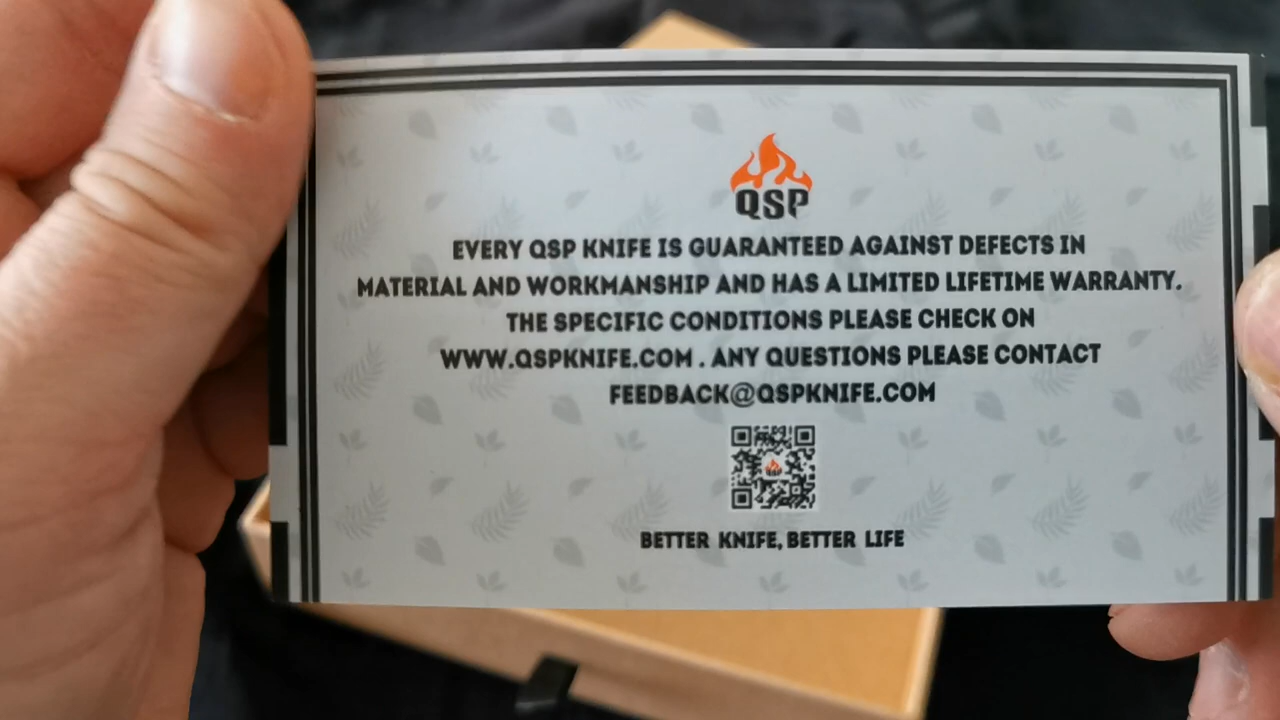 QSP
EVERY QSP KNIFE IS GUARANTEED AGAINST DEFECTS IN
MATERIAL AND WORKMANSHIP AND HAS A LIMITED LIFETIME WARRANTY.
THE SPECIFIC CONDITIONS PLEASE CHECK ON
WWW.QSPKNIFE.COM . ANY QUESTIONS PLEASE CONTACT
FEEDBACK@QSPKNIFE.COM
BETTER KNIFE, BETTER LIFE